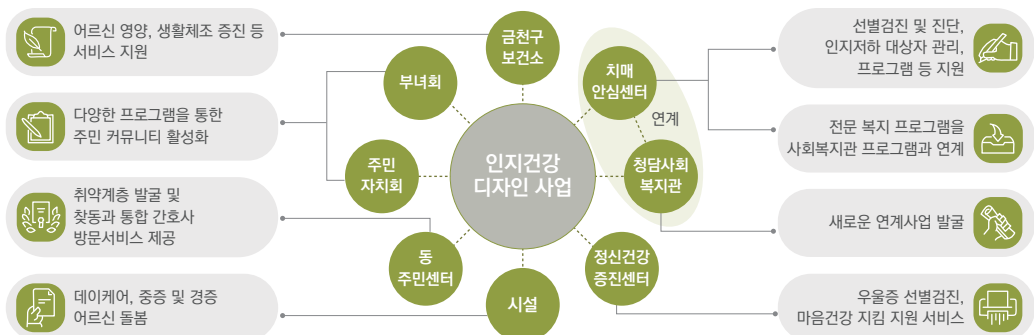 어르신 영양, 생활체조 증진 등
서비스 지원
다양한 프로그램을 통한
주민 커뮤니티 활성화
취약계층 발굴 및
찾동과 통합 간호사
방문서비스 제공
데이케어, 중증 및 경증
어르신 돌봄
금천구
보건소
부녀회
치매
안심센터
연계
주민
자치회
인지건강
디자인 사업
청담사회
복지관
동
주민센터
정신건강
증진센터
시설
선별검진 및 진단,
인지저하 대상자 관리,
프로그램 등 지원
전문 복지 프로그램을
사회복지관 프로그램과 연계
새로운 연계사업 발굴
우울증 선별검진,
마음건강 지킴 지원 서비스